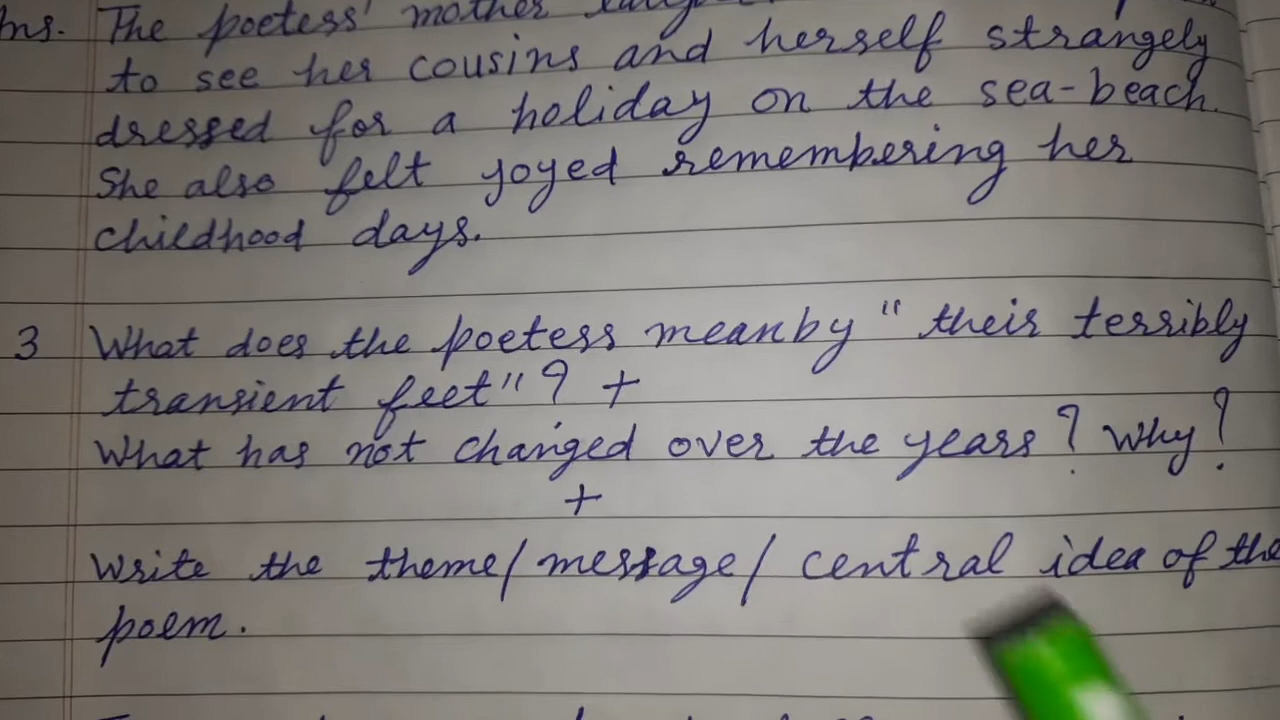 Ans. The poetess' mother
to see her cousins and herself strangely
dressed for a holiday on the sea-beach.
She also felt joyed remembering her
childhood days.
3 What does the poetess mean by " their terribly
transient feet"? +
What has not changed over the years? Why?
+
Write the theme/message/ central idea of the
poem.